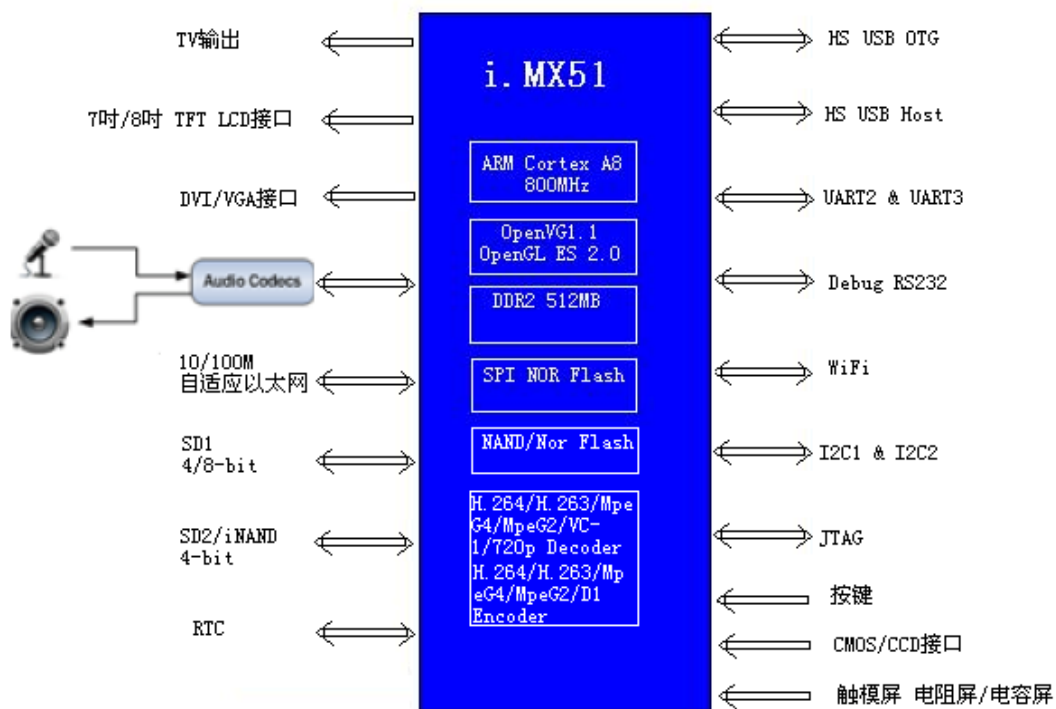 TV输出
7吋/8吋 TFT LCD接口
DVI/VGA接口
Audio Codecs
10/100M
自适应以太网
SD1
4/8-bit
SD2/iNAND
4-bit
RTC
i.MX51
ARM Cortex A8
800MHz
OpenVG1.1
OpenGL ES 2.0
DDR2 512MB
SPI NOR Flash
NAND/Nor Flash
H.264/H.263/Mpe
G4/MpeG2/VC-
1/720p Decoder
H.264/H.263/Mp
eG4/MpeG2/D1
Encoder
HS USB OTG
HS USB Host
UART2 & UART3
Debug RS232
WiFi
I2C1 & I2C2
JTAG
按键
CMOS/CCD接口
触模屏 电阻屏/电容屏